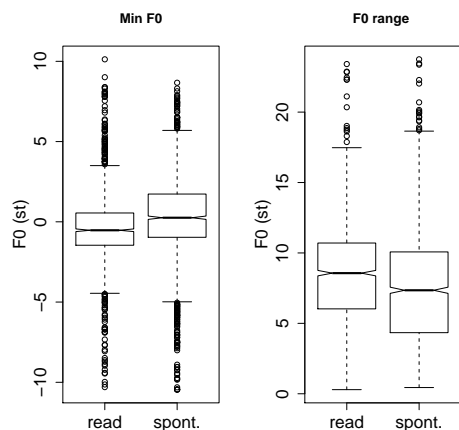 Min F0
F0 (st)
10
5
0
−5
−10
read
spont.
F0 range
F0 (st)
20
15
10
5
0
read
spont.